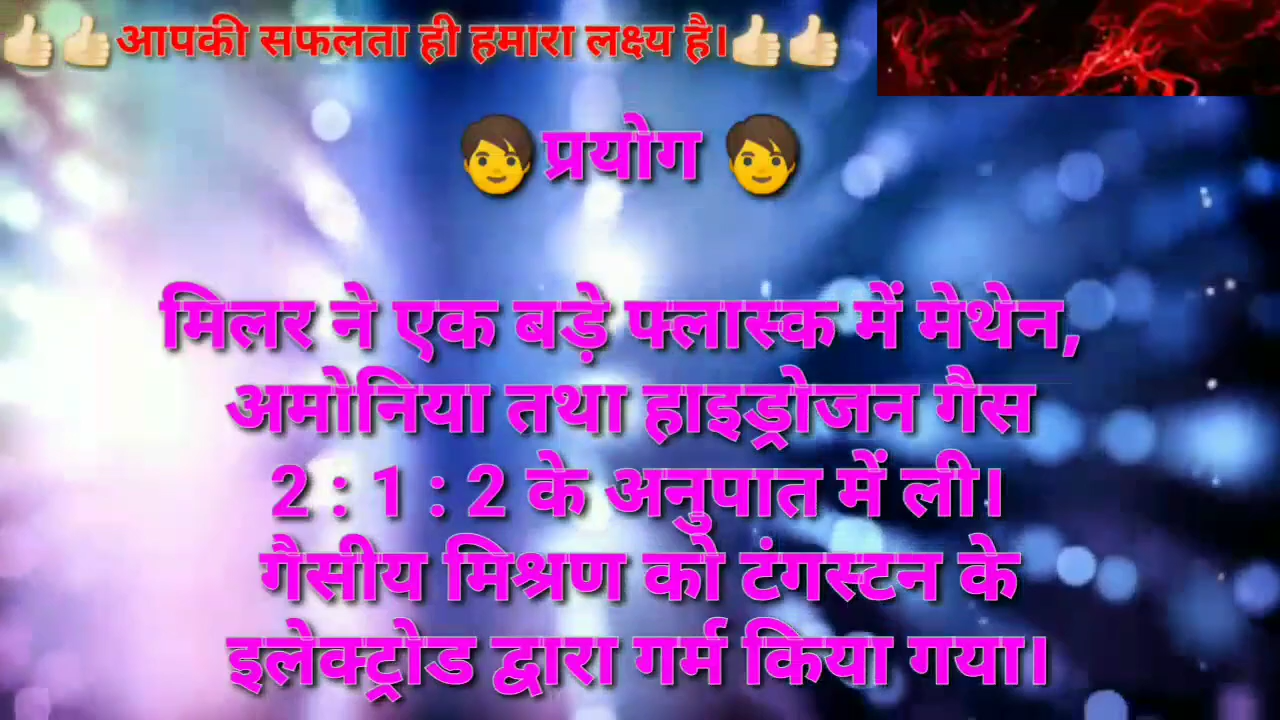 👍🏻👍🏻आपकी सफलता ही हमारा लक्ष्य है।👍🏻👍🏻
🧑प्रयोग 🧑
मिलर ने एक बड़े फ्लास्क में मेथेन,
अमोनिया तथा हाइड्रोजन गैस
2 : 1 : 2 के अनुपात में ली।
गैसीय मिश्रण को टंगस्टन के
इलेक्ट्रोड द्वारा गर्म किया गया।